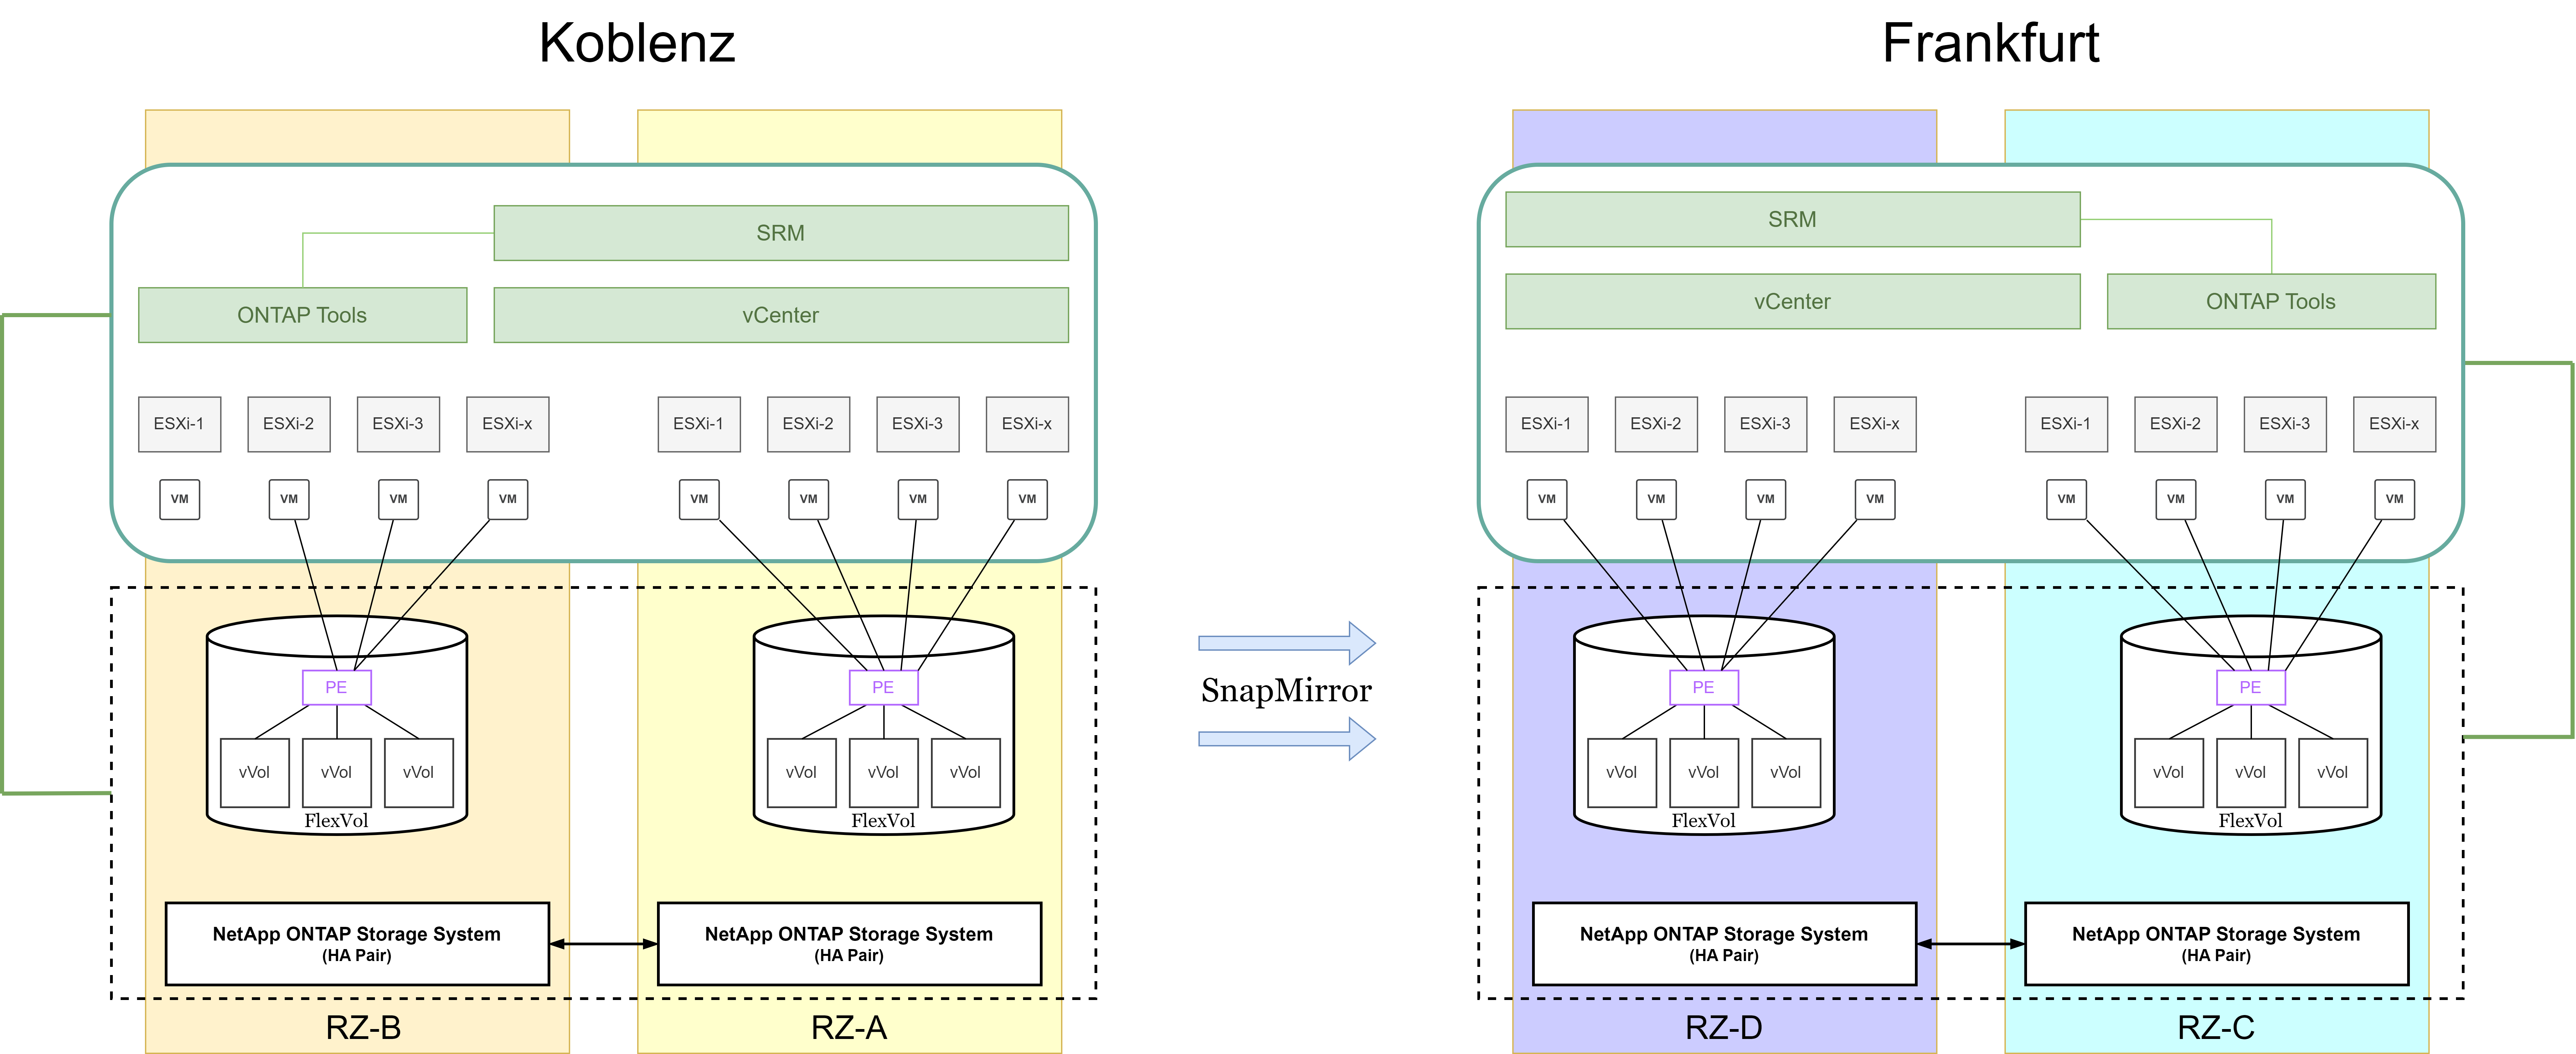 Koblenz
Frankfurt
SRM
ONTAP Tools
vCenter
ESXi-1
ESXi-2
ESXi-3
ESXi-x
ESXi-1
ESXi-2
ESXi-3
ESXi-x
VM
VM
VM
VM
VM
VM
VM
VM
PE
vVol
vVol
vVol
FlexVol
PE
vVol
vVol
vVol
FlexVol
NetApp ONTAP Storage System
(HA Pair)
NetApp ONTAP Storage System
(HA Pair)
RZ-B
RZ-A
SnapMirror
SRM
vCenter
ONTAP Tools
ESXi-1
ESXi-2
ESXi-3
ESXi-x
ESXi-1
ESXi-2
ESXi-3
ESXi-x
VM
VM
VM
VM
VM
VM
VM
VM
PE
vVol
vVol
vVol
FlexVol
PE
vVol
vVol
vVol
FlexVol
NetApp ONTAP Storage System
(HA Pair)
NetApp ONTAP Storage System
(HA Pair)
RZ-D
RZ-C